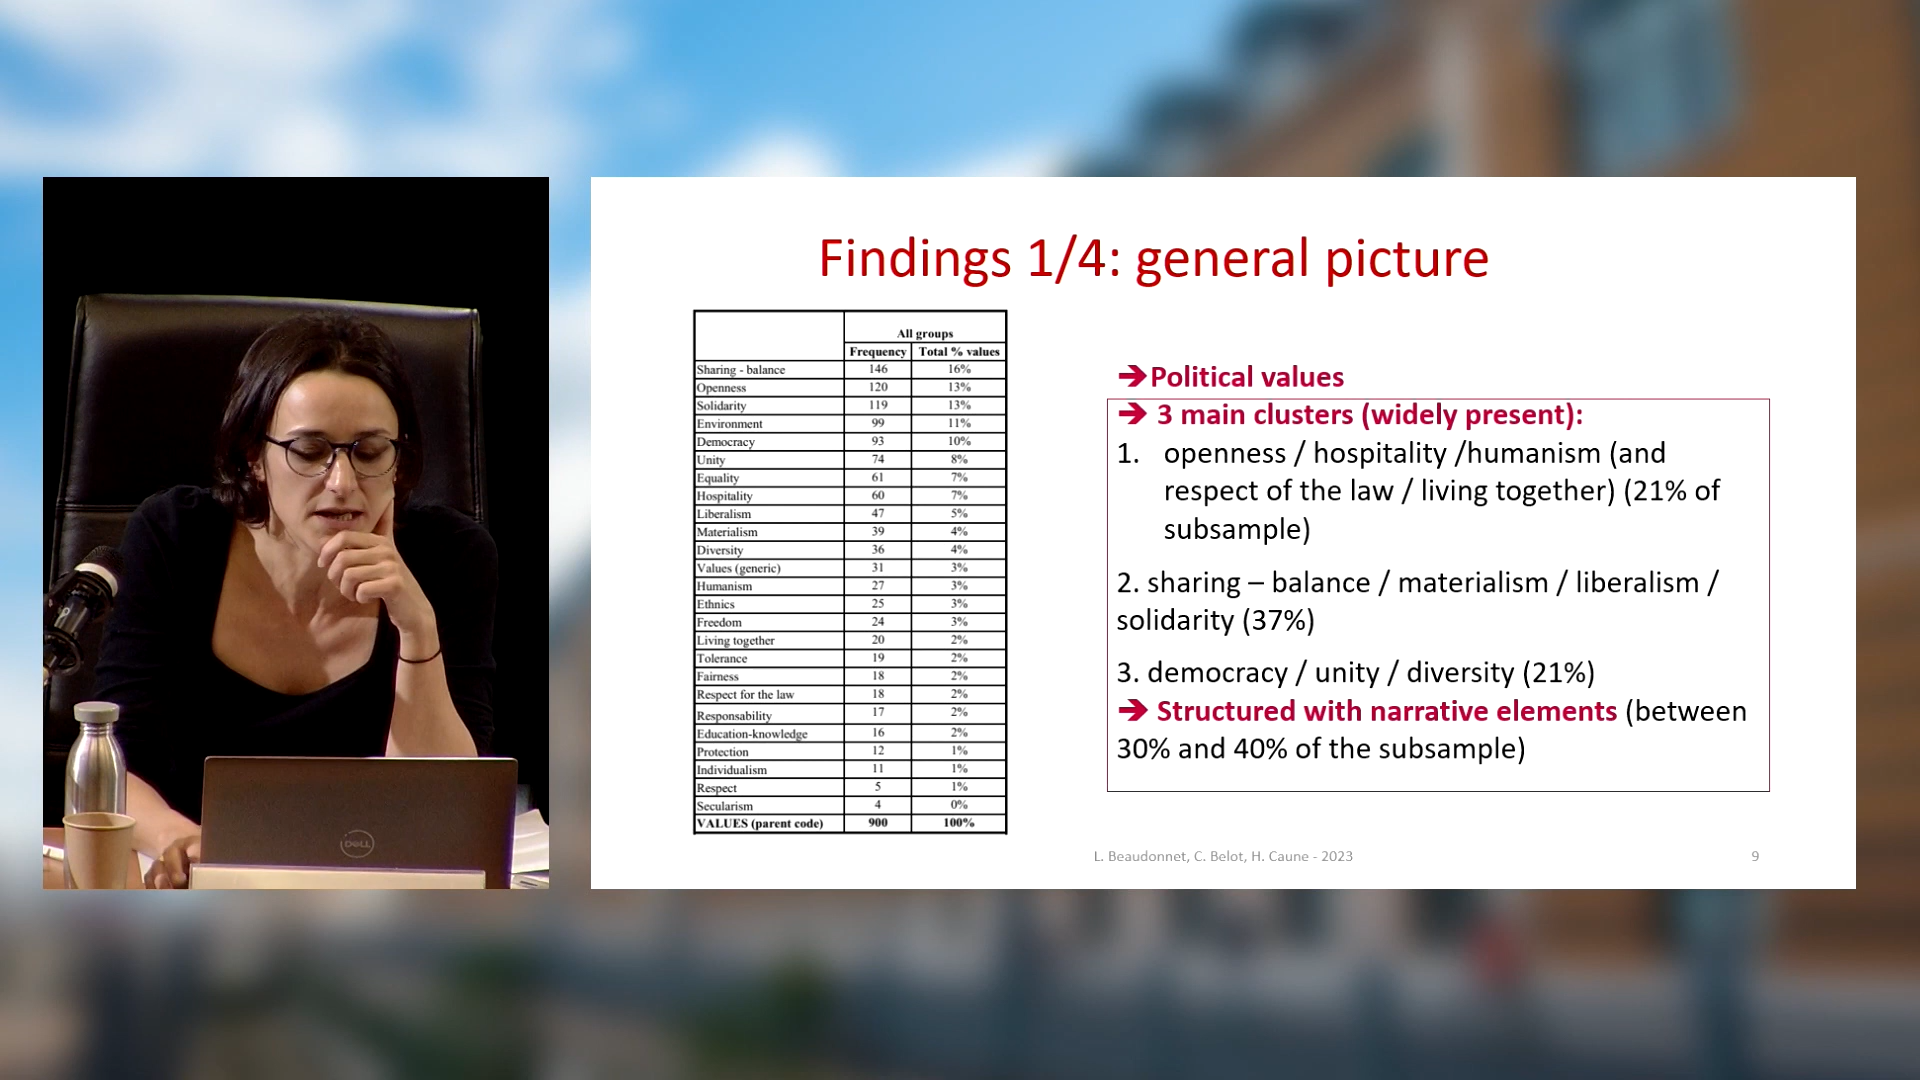 Findings 1/4: general picture
All groups
Frequency Total % values
Sharing - balance 146 16%
Openness 120 13%
Solidarity 119 13%
Environment 99 11%
Democracy 93 10%
Unity 74 8%
Equality 61 7%
Hospitality 60 7%
Liberalism 47 5%
Materialism 39 4%
Diversity 36 4%
Values (generic) 31 3%
Humanism 27 3%
Ethnics 25 3%
Freedom 24 3%
Living together 20 2%
Tolerance 19 2%
Fairness 18 2%
Respect for the law 18 2%
Responsability 17 2%
Education-knowledge 16 2%
Protection 12 1%
Individualism 11 1%
Respect 5 1%
Secularism 4 0%
VALUES (parent code) 900 100%
➔Political values
➔ 3 main clusters (widely present):
1. openness / hospitality /humanism (and
respect of the law / living together) (21% of
subsample)
2. sharing – balance / materialism / liberalism /
solidarity (37%)
3. democracy / unity / diversity (21%)
➔ Structured with narrative elements (between
30% and 40% of the subsample)
L. Beaudonnet, C. Belot, H. Caune - 2023
9
DELL